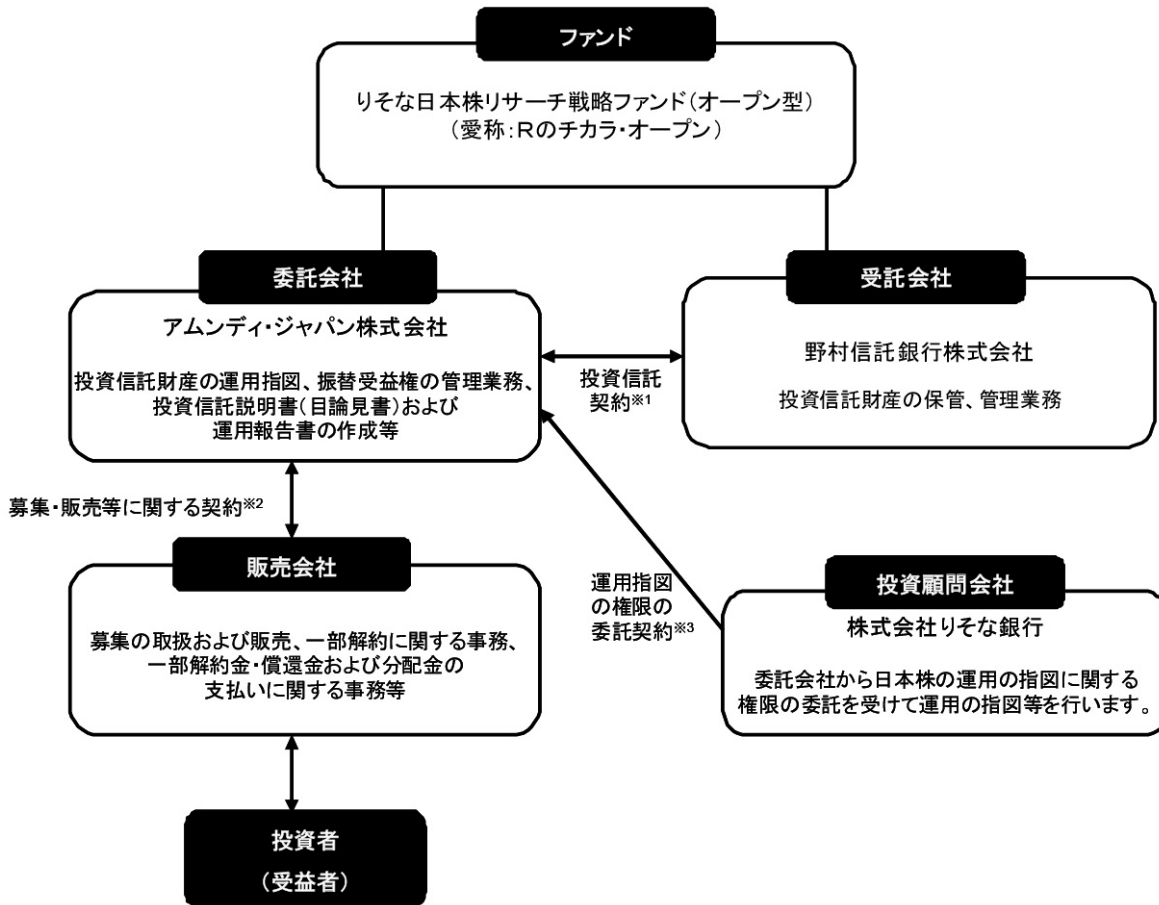 ファンド
りそな日本株リサーチ戦略ファンド(オープン型)
(愛称:Rのチカラ・オープン)
委託会社
アムンディ・ジャパン株式会社
投資信託財産の運用指図、振替受益権の管理業務、
投資信託説明書(目論見書)および
運用報告書の作成等
投資信託
契約※1
受託会社
野村信託銀行株式会社
投資信託財産の保管、管理業務
募集・販売等に関する契約※2
販売会社
募集の取扱および販売、一部解約に関する事務、
一部解約金・償還金および分配金の
支払いに関する事務等
運用指図
の権限の
委託契約※3
投資顧問会社
株式会社りそな銀行
委託会社から日本株の運用の指図に関する
権限の委託を受けて運用の指図等を行います。
投資者
(受益者)